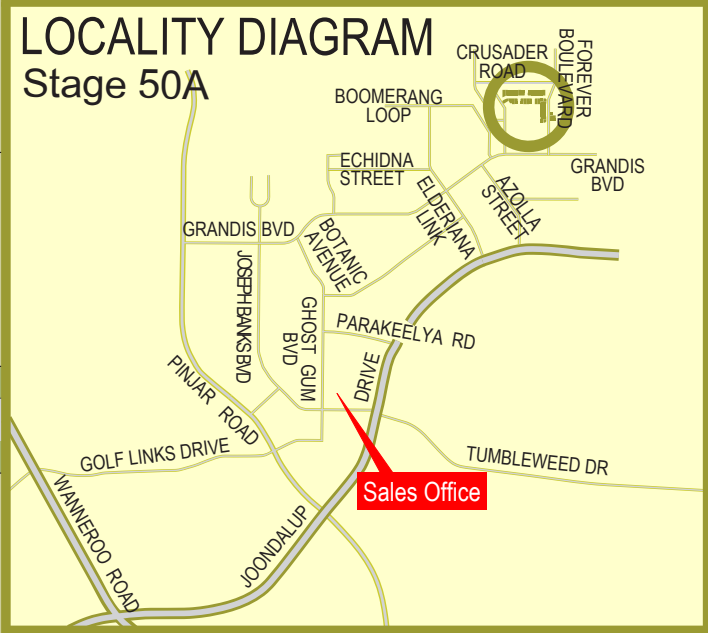 LOCALITY DIAGRAM
Stage 50A
CRUSADER
ROAD
FOREVER
BOULEVARD
BOOMERANG
LOOP
ECHIDNA
STREET
GRANDIS
BVD
AZOLLA
STREET
ELDERIANA
LINK
GRANDIS BVD
BOTANIC
AVENUE
JOSEPH BANKS BVD
GHOST GUM
BVD
PARAKEELYA RD
PINJAR ROAD
DRIVE
GOLF LINKS DRIVE
TUMBLEWEED DR
Sales Office
WANNEROO ROAD
JOONDALUP